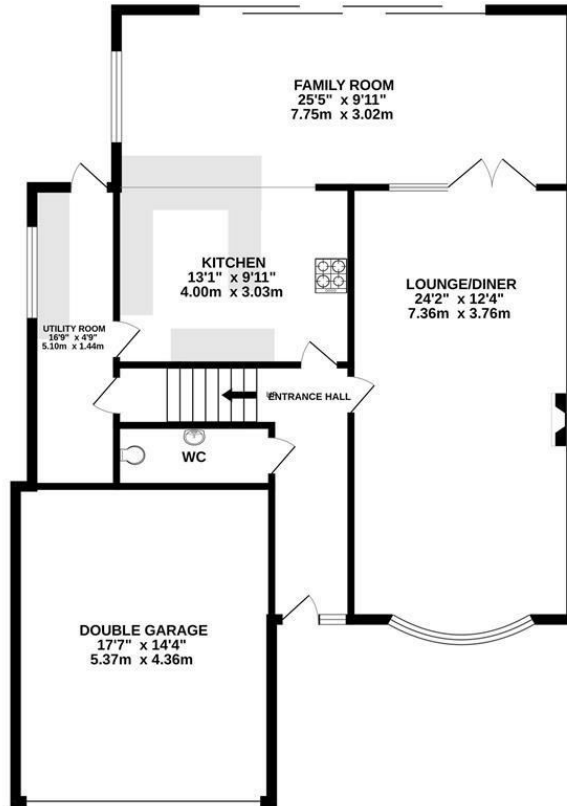 FAMILY ROOM
25'5" x 9'11"
7.75m x 3.02m
KITCHEN
13'1" x 9'11"
4.00m x 3.03m
LOUNGE/DINER
24'2" x 12'4"
7.36m x 3.76m
UTILITY ROOM
16'9" x 4'9"
5.10m x 1.44m
ENTRANCE HALL
WC
DOUBLE GARAGE
17'7" x 14'4"
5.37m x 4.36m